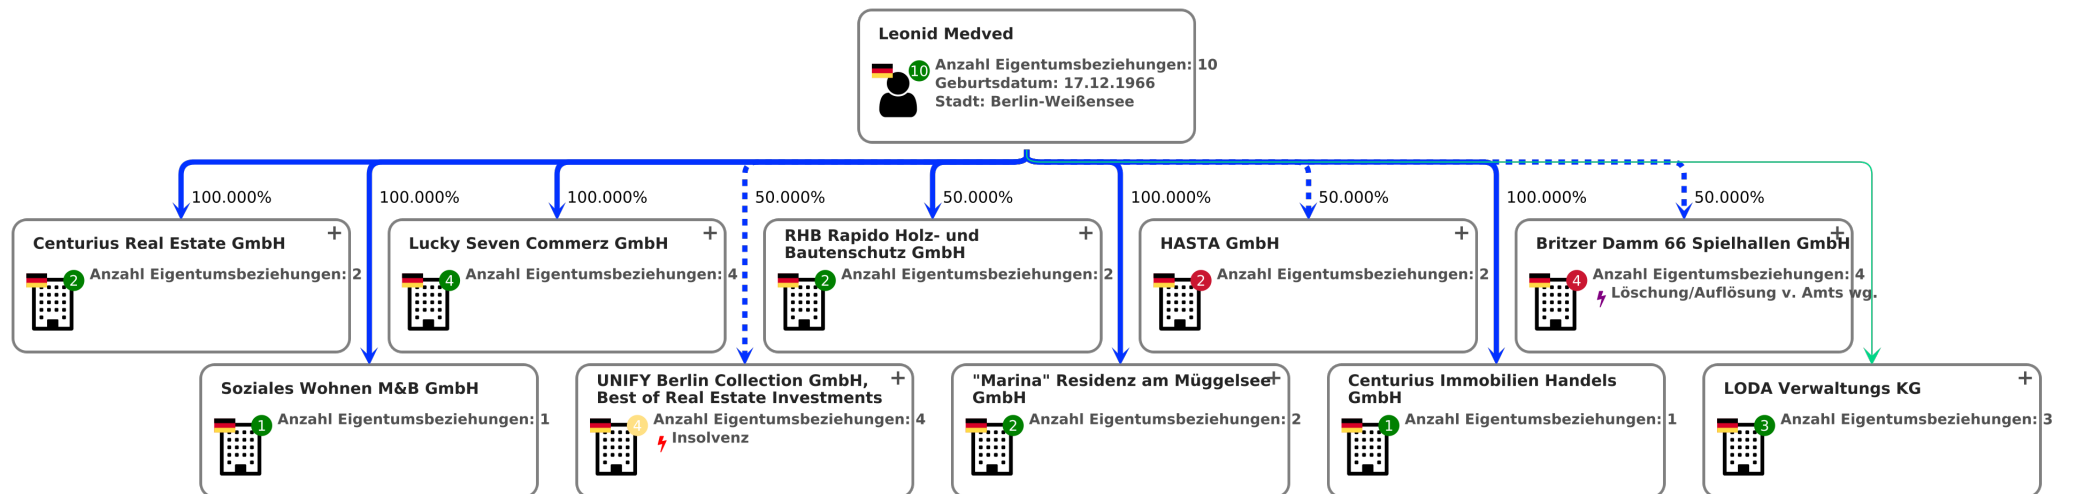 Leonid Medved
10
Anzahl Eigentumsbeziehungen: 10
Geburtsdatum: 17.12.1966
Stadt: Berlin-Weißensee
100.000%
100.000%
100.000%
50.000%
50.000%
100.000%
50.000%
100.000%
50.000%
Centurius Real Estate GmbH
+
2
Anzahl Eigentumsbeziehungen: 2
Lucky Seven Commerz GmbH
+
4
Anzahl Eigentumsbeziehungen: 4
RHB Rapido Holz- und
Bautenschutz GmbH
+
2
Anzahl Eigentumsbeziehungen: 2
HASTA GmbH
+
2
Anzahl Eigentumsbeziehungen: 2
Britzer Damm 66 Spielhallen GmbH
+
4
Anzahl Eigentumsbeziehungen: 4
Löschung/Auflösung v. Amts wg.
Soziales Wohnen M&B GmbH
1
Anzahl Eigentumsbeziehungen: 1
UNIFY Berlin Collection GmbH,
Best of Real Estate Investments
+
4
Anzahl Eigentumsbeziehungen: 4
Insolvenz
"Marina" Residenz am Müggelsee
GmbH
+
2
Anzahl Eigentumsbeziehungen: 2
Centurius Immobilien Handels
GmbH
1
Anzahl Eigentumsbeziehungen: 1
LODA Verwaltungs KG
+
3
Anzahl Eigentumsbeziehungen: 3